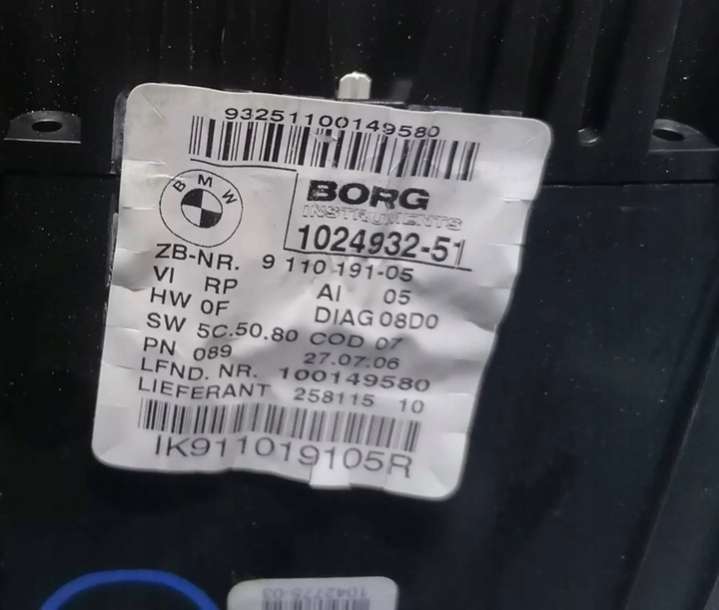 93251100149580
BMW
BORG
INSTRUMENTS
1024932-51
ZB-NR. 9 110 191-05
VI RP AI 05
HW 0F DIAG 08D0
SW 5C.50.80 COD 07
PN 089 27.07.06
LFND. NR. 100149580
LIEFERANT 258115 10
IK911019105R
1042775-03